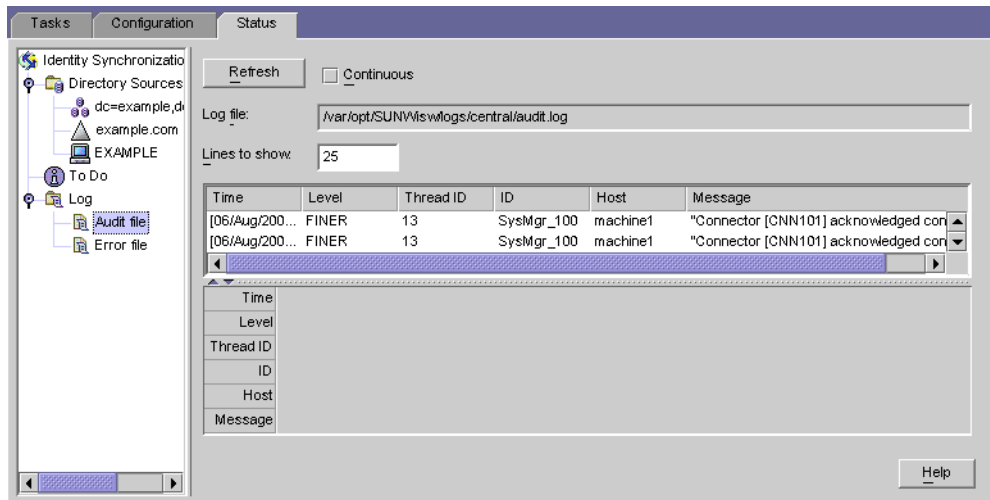 Tasks Configuration Status
Identity Synchronizatio
Directory Sources
dc=example,d
example.com
EXAMPLE
To Do
Log
Audit file
Error file
Refresh Continuous
Log file: /var/opt/SUNWisw/logs/central/audit.log
Lines to show: 25
Time Level Thread ID ID Host Message
[06/Aug/200... FINER 13 SysMgr_100 machine1 "Connector [CNN101] acknowledged con
[06/Aug/200... FINER 13 SysMgr_100 machine1 "Connector [CNN101] acknowledged con
Time
Level
Thread ID
ID
Host
Message
Help